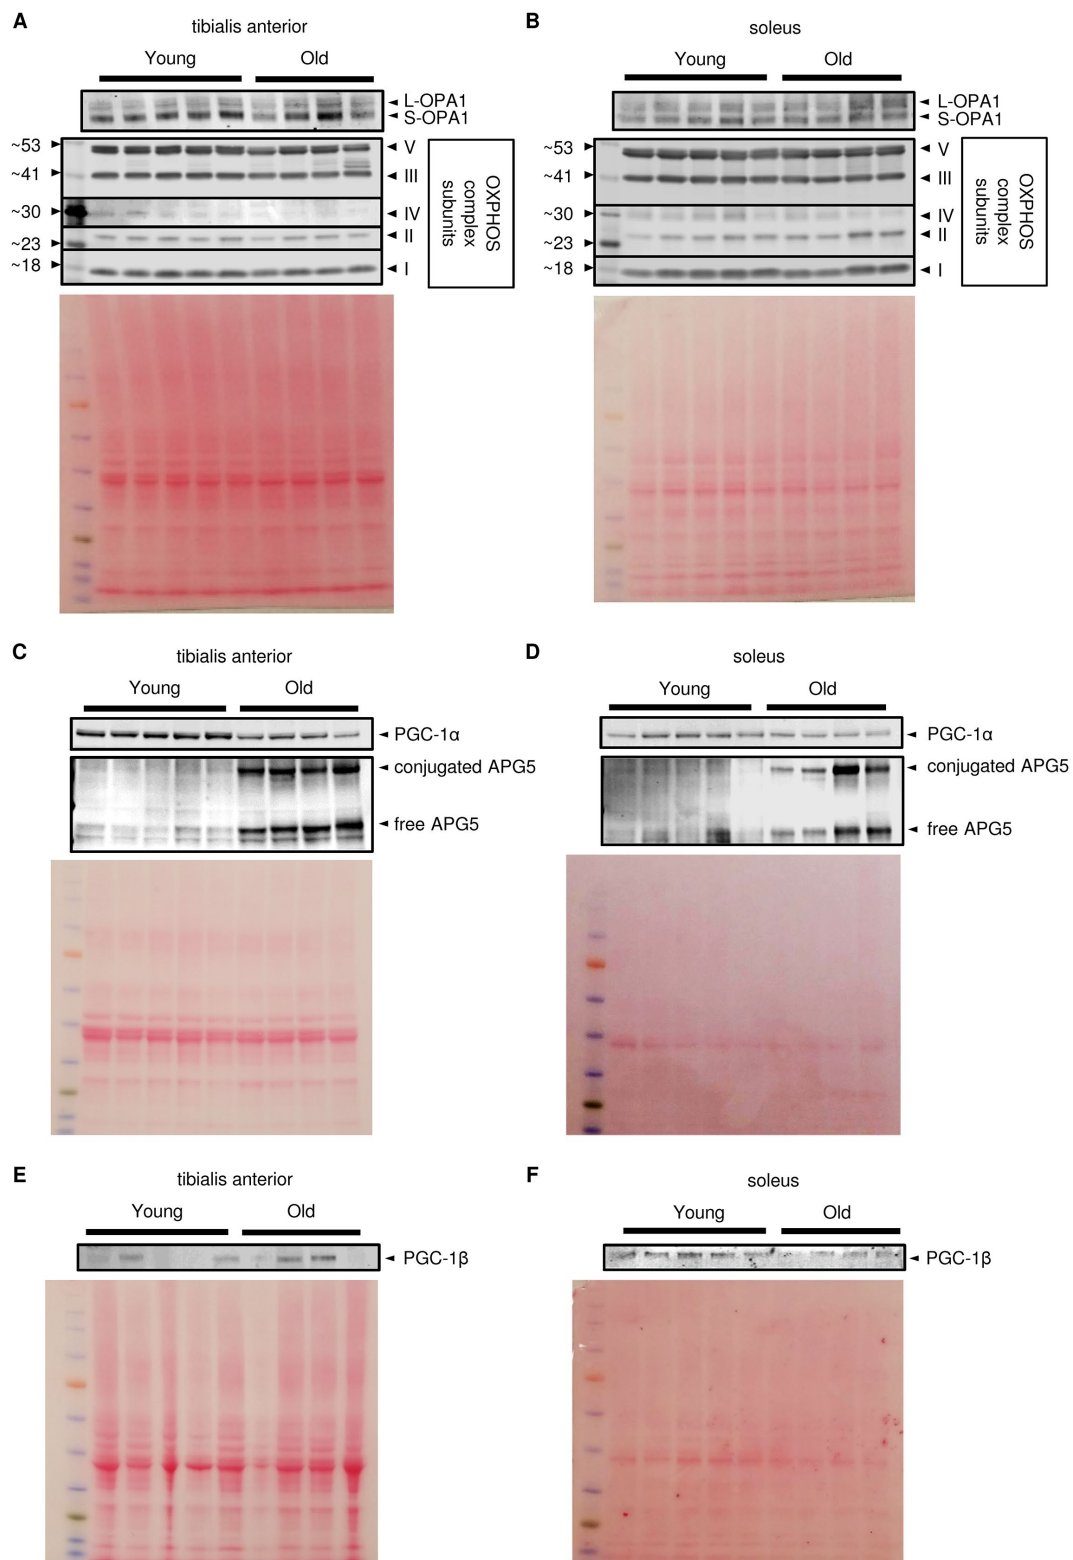 A
tibialis anterior
Young Old
L-OPA1
S-OPA1
~53 V
~41 III
~30 IV
~23 II
~18 I
OXPHOS
complex
subunits
B
soleus
Young Old
L-OPA1
S-OPA1
~53 V
~41 III
~30 IV
~23 II
~18 I
OXPHOS
complex
subunits
C
tibialis anterior
Young Old
PGC-1α
conjugated APG5
free APG5
D
soleus
Young Old
PGC-1α
conjugated APG5
free APG5
E
tibialis anterior
Young Old
PGC-1β
F
soleus
Young Old
PGC-1β